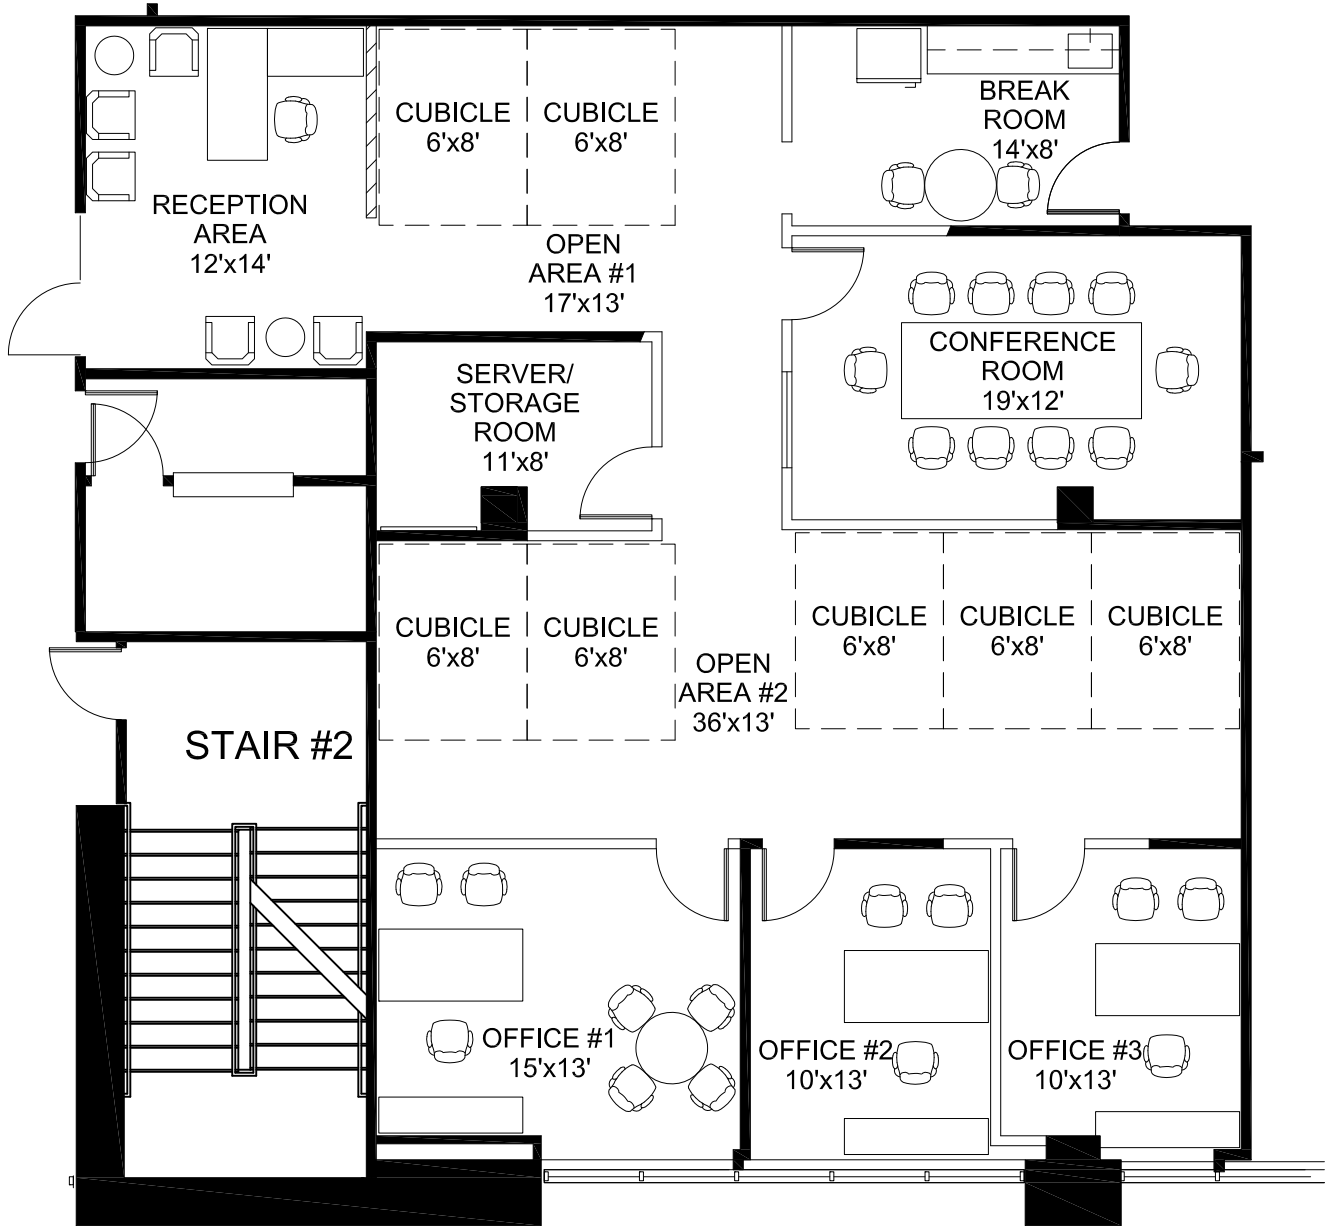 CUBICLE
6'x8'
CUBICLE
6'x8'
BREAK
ROOM
14'x8'
RECEPTION
AREA
12'x14'
OPEN
AREA #1
17'x13'
CONFERENCE
ROOM
19'x12'
SERVER/
STORAGE
ROOM
11'x8'
CUBICLE
6'x8'
CUBICLE
6'x8'
CUBICLE
6'x8'
CUBICLE
6'x8'
CUBICLE
6'x8'
OPEN
AREA #2
36'x13'
STAIR #2
OFFICE #1
15'x13'
OFFICE #2
10'x13'
OFFICE #3
10'x13'